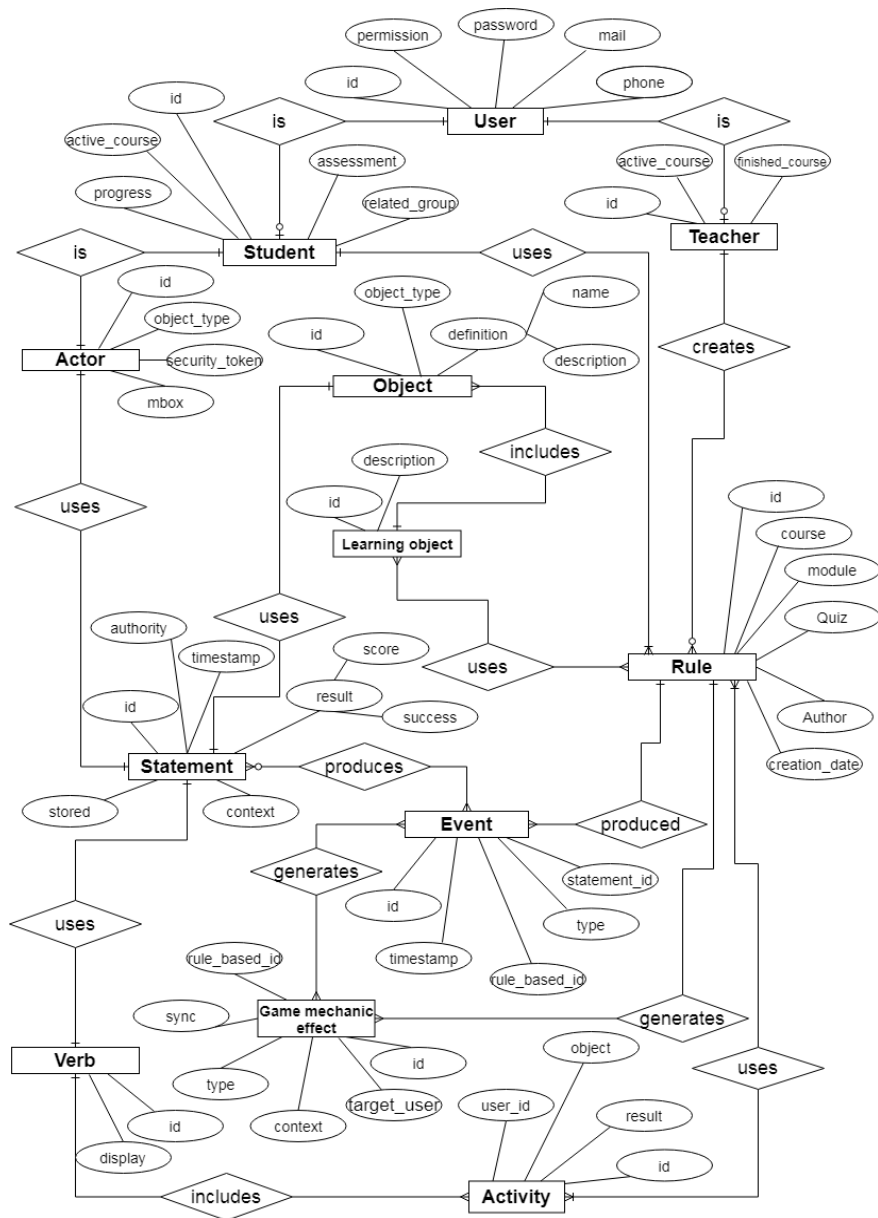 password
permission
mail
id
id
phone
is
User
is
active_course
assessment
active_course
finished_course
progress
related_group
id
is
Student
uses
Teacher
id
object_type
name
object_type
id
definition
description
creates
Actor
security_token
Object
mbox
includes
description
uses
id
id
Learning object
course
module
uses
authority
Quiz
timestamp
score
uses
Rule
id
result
success
Author
Statement
produces
creation_date
stored
context
Event
produced
generates
statement_id
id
uses
type
timestamp
rule_based_id
rule_based_id
sync
Game mechanic
effect
generates
object
Verb
id
uses
type
target_user
user_id
result
id
context
display
id
includes
Activity